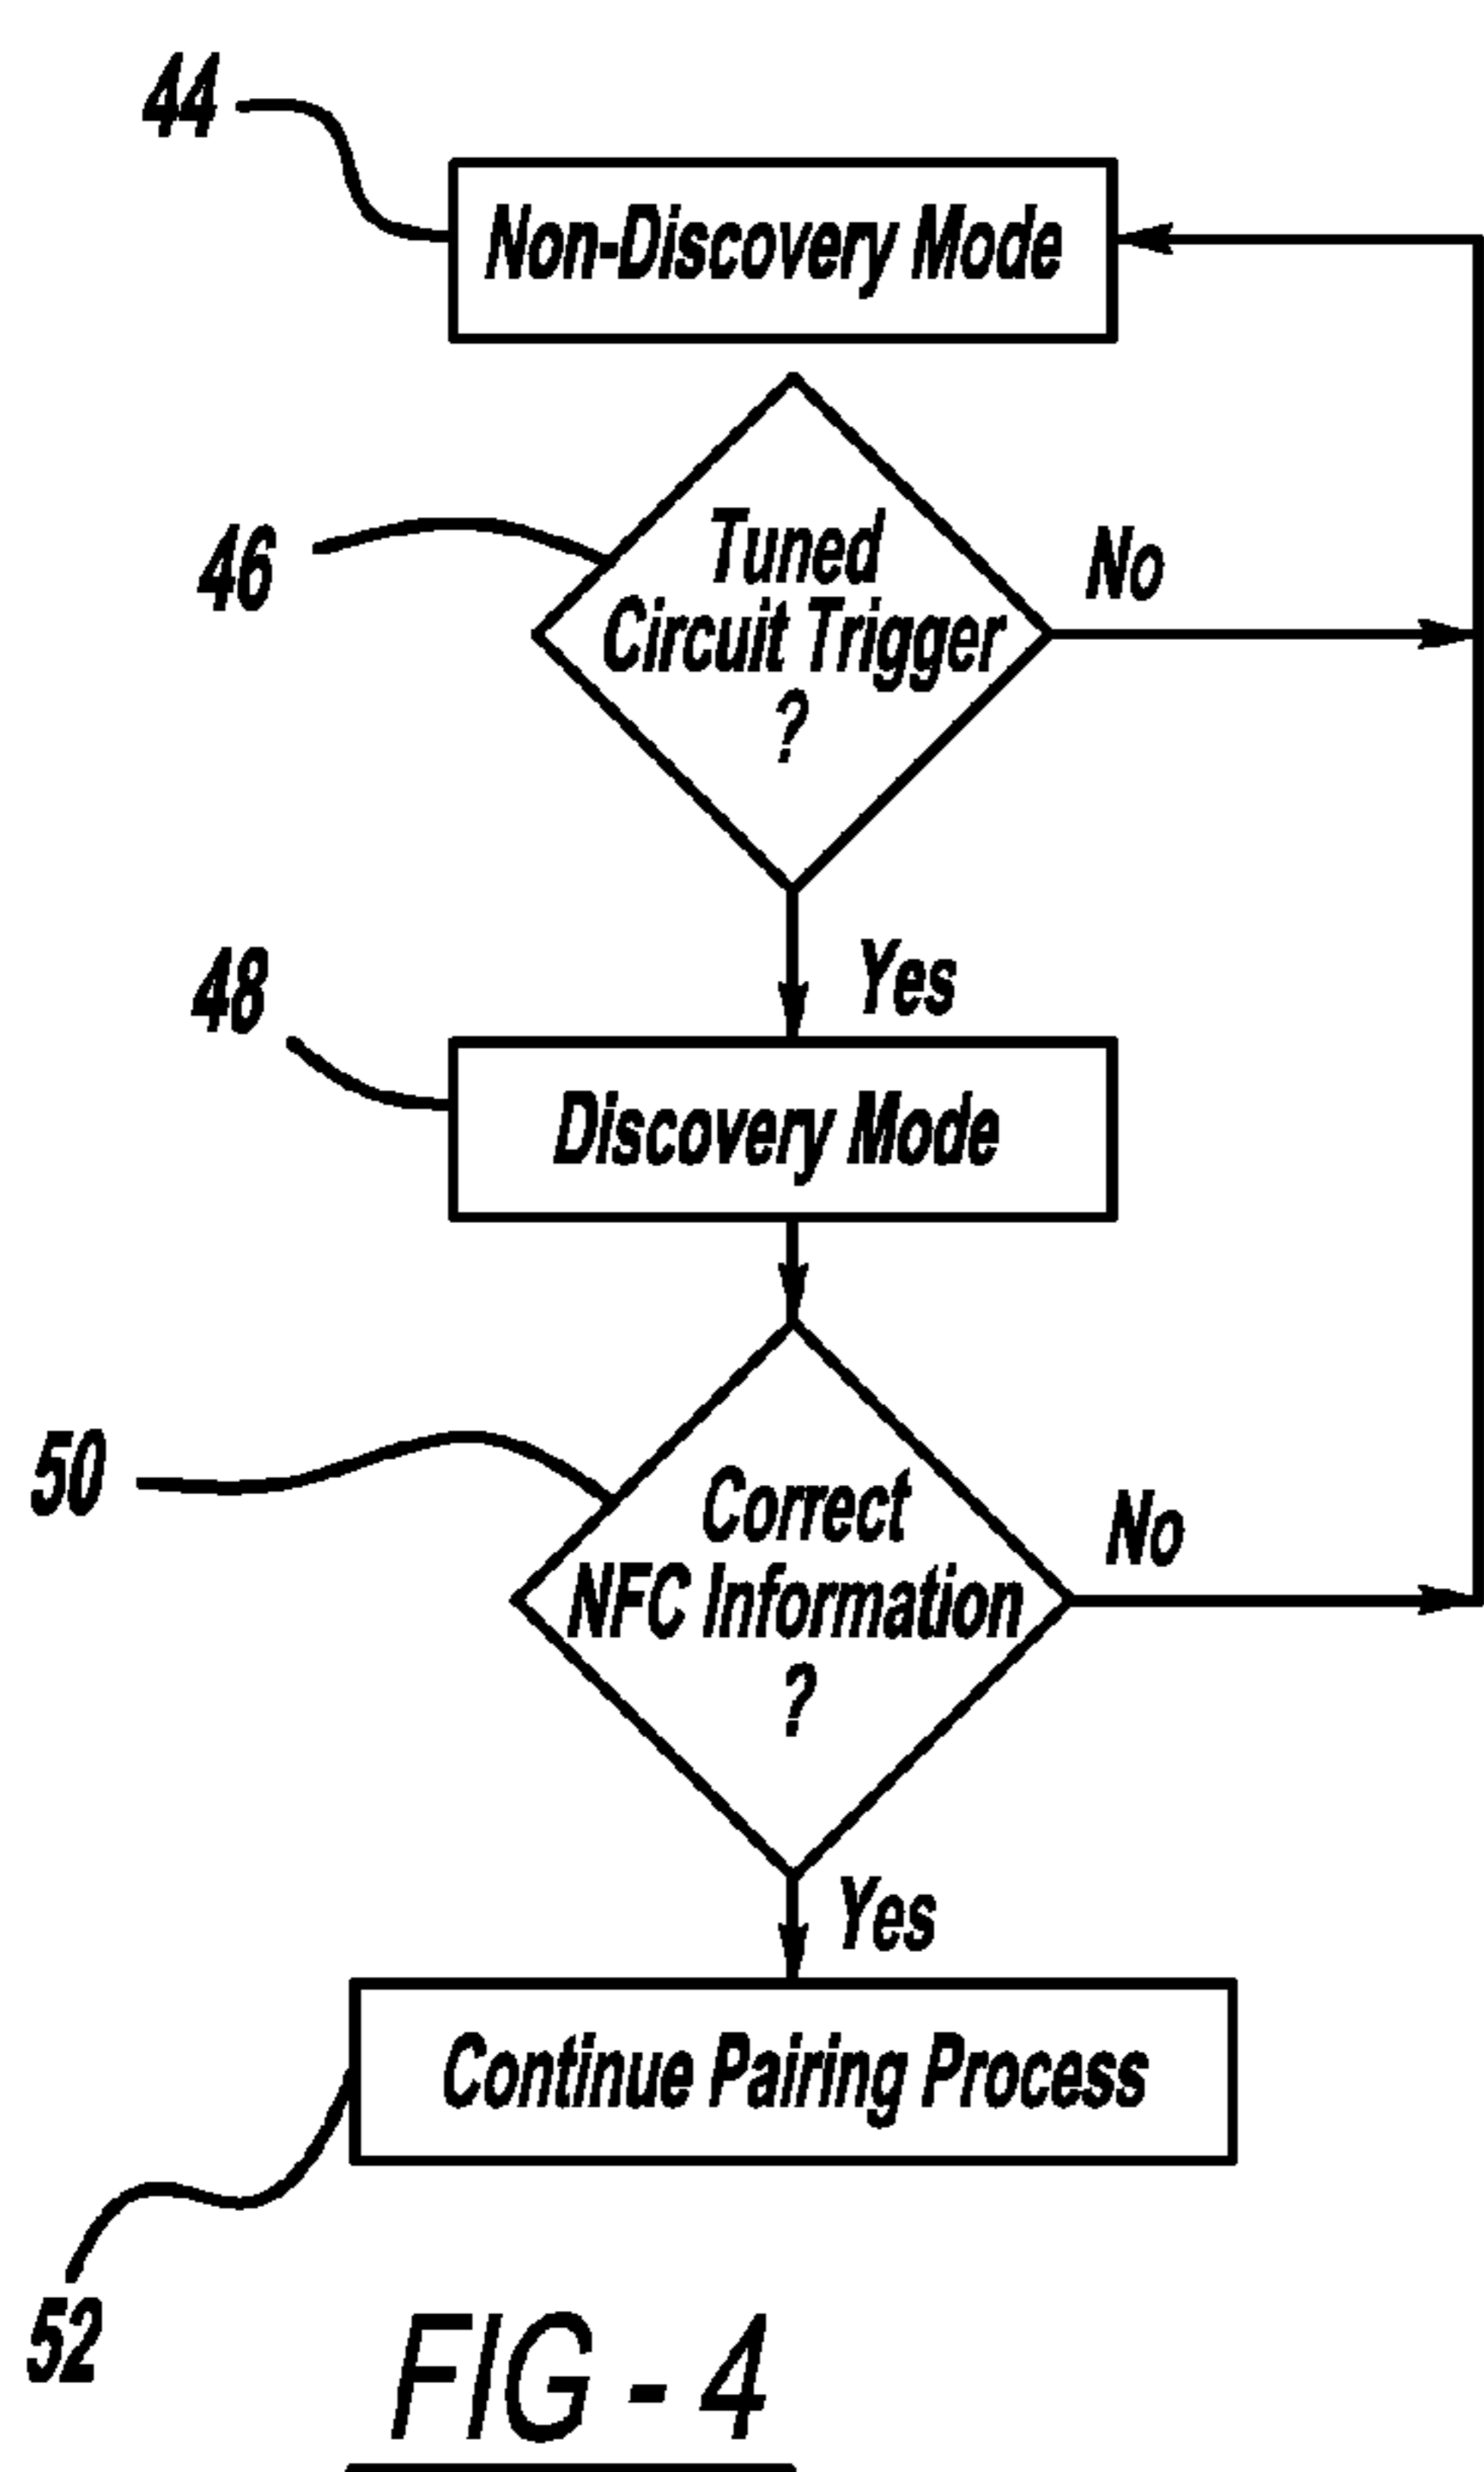 44
Non-Discovery Mode
46
Tuned
Circuit Trigger
?
No
Yes
48
Discovery Mode
50
Correct
NFC Information
?
No
Yes
Continue Pairing Process
52
FIG - 4